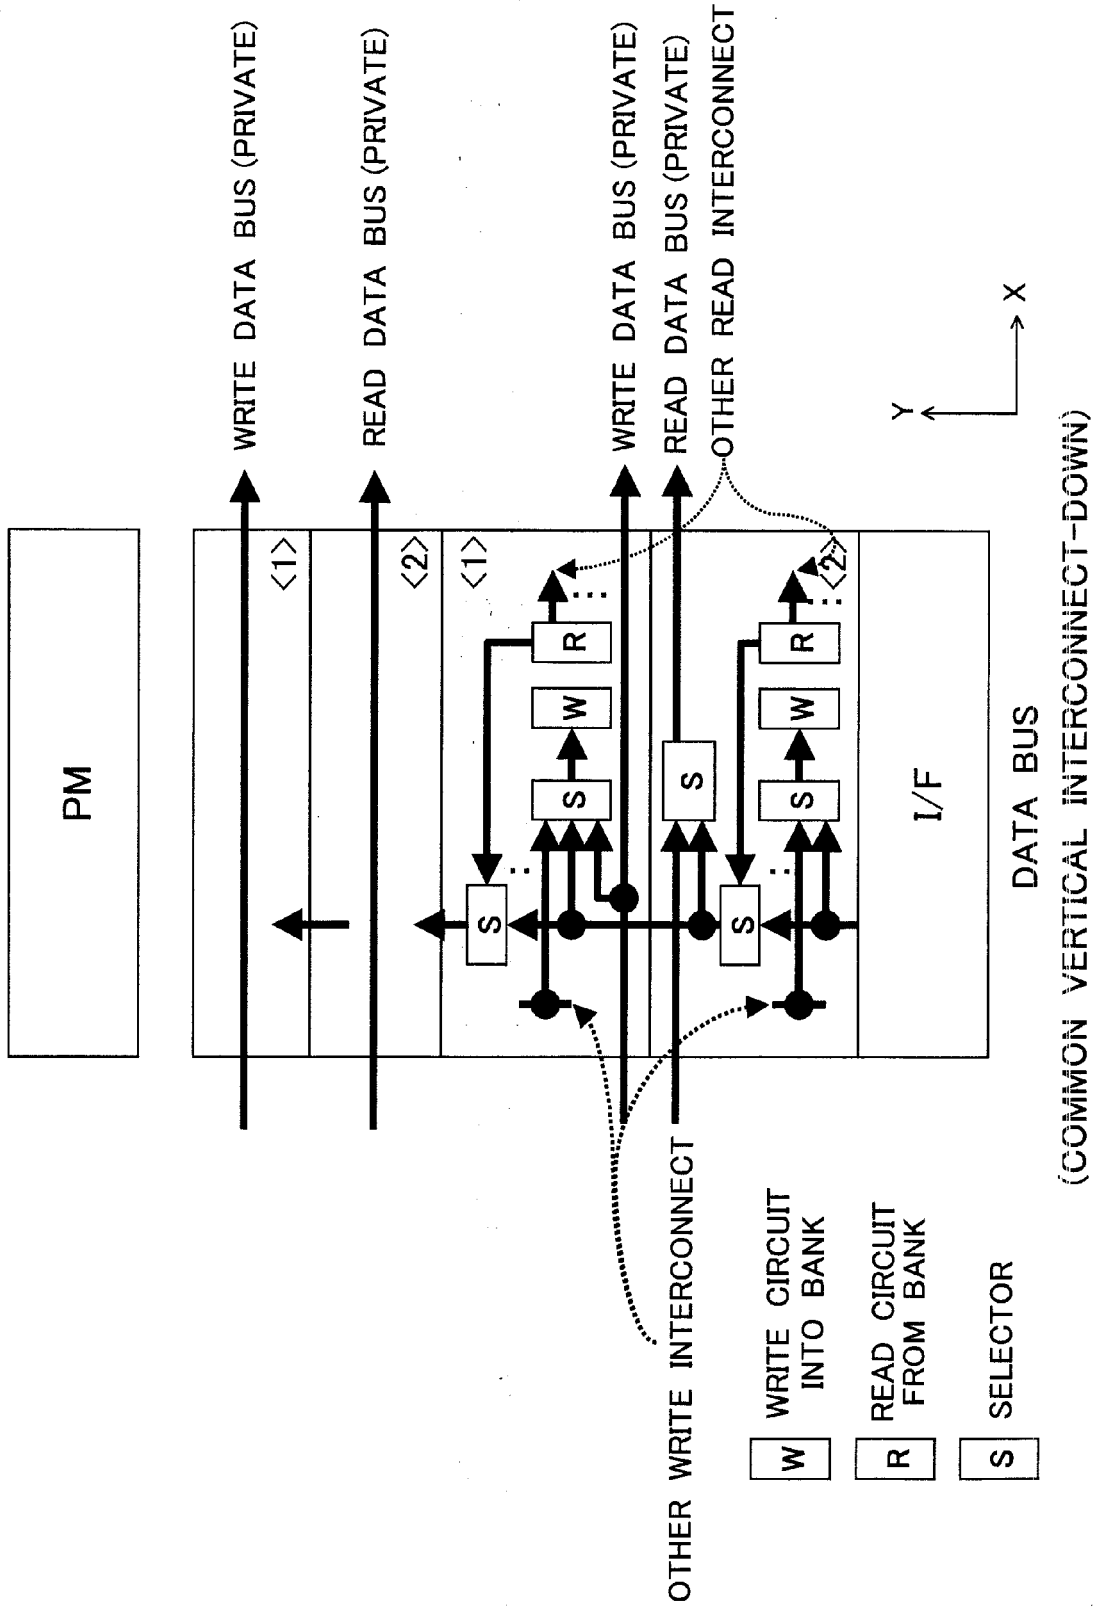 PM
WRITE DATA BUS(PRIVATE)
<1>
READ DATA BUS(PRIVATE)
<2>
<1>
S
S
W
R
WRITE DATA BUS(PRIVATE)
READ DATA BUS(PRIVATE)
OTHER READ INTERCONNECT
S
S
S
W
R
<2>
I/F
OTHER WRITE INTERCONNECT
Y
X
W
WRITE CIRCUIT
INTO BANK
R
READ CIRCUIT
FROM BANK
S
SELECTOR
DATA BUS
(COMMON VERTICAL INTERCONNECT-DOWN)